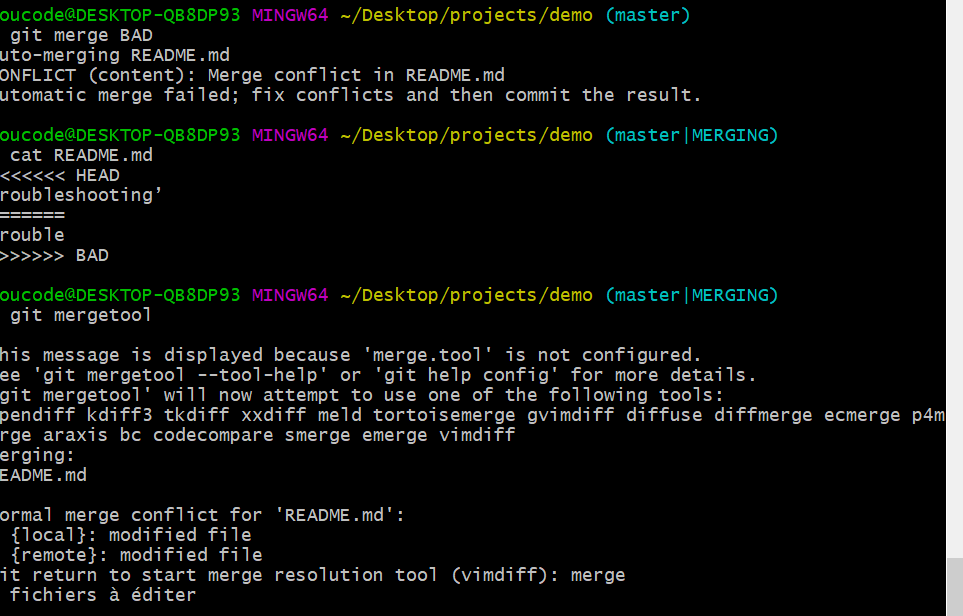 oucode@DESKTOP-QB8DP93 MINGW64 ~/Desktop/projects/demo (master)
git merge BAD
uto-merging README.md
ONFLICT (content): Merge conflict in README.md
utomatic merge failed; fix conflicts and then commit the result.
oucode@DESKTOP-QB8DP93 MINGW64 ~/Desktop/projects/demo (master|MERGING)
cat README.md
<<<<<< HEAD
roubleshooting’
======
rouble
>>>>>> BAD
oucode@DESKTOP-QB8DP93 MINGW64 ~/Desktop/projects/demo (master|MERGING)
git mergetool
his message is displayed because 'merge.tool' is not configured.
ee 'git mergetool --tool-help' or 'git help config' for more details.
git mergetool' will now attempt to use one of the following tools:
pendiff kdiff3 tkdiff xxdiff meld tortoisemerge gvimdiff diffuse diffmerge ecmerge p4m
rge araxis bc codecompare smerge emerge vimdiff
erging:
EADME.md
ormal merge conflict for 'README.md':
{local}: modified file
{remote}: modified file
it return to start merge resolution tool (vimdiff): merge
fichiers à éditer